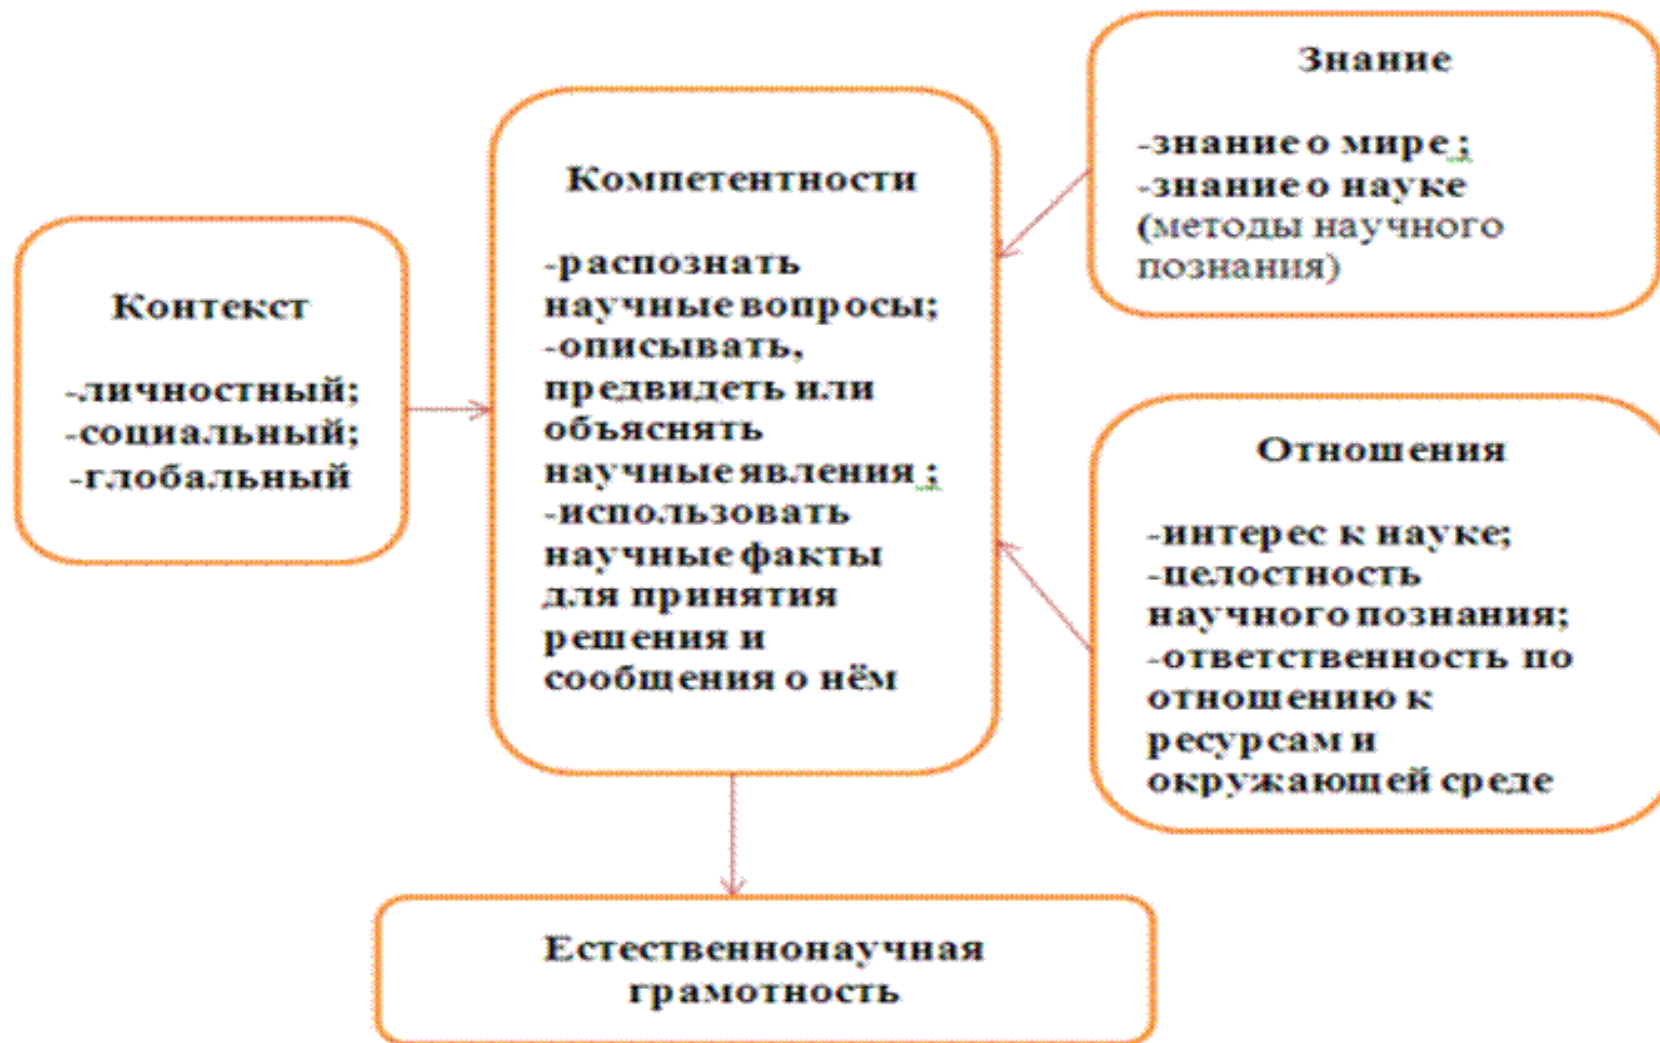 Контекст
-личностный;
-социальный;
-глобальный
Компетентности
-распознать
научные вопросы;
-описывать,
предвидеть или
объяснять
научные явления ;
-использовать
научные факты
для принятия
решения и
сообщения о нём
Знание
-знание о мире ;
-знание о науке
(методы научного
познания)
Отношения
-интерес к науке;
-целостность
научного познания;
-ответственность по
отношению к
ресурсам и
окружающей среде
Естественнонаучная
грамотность